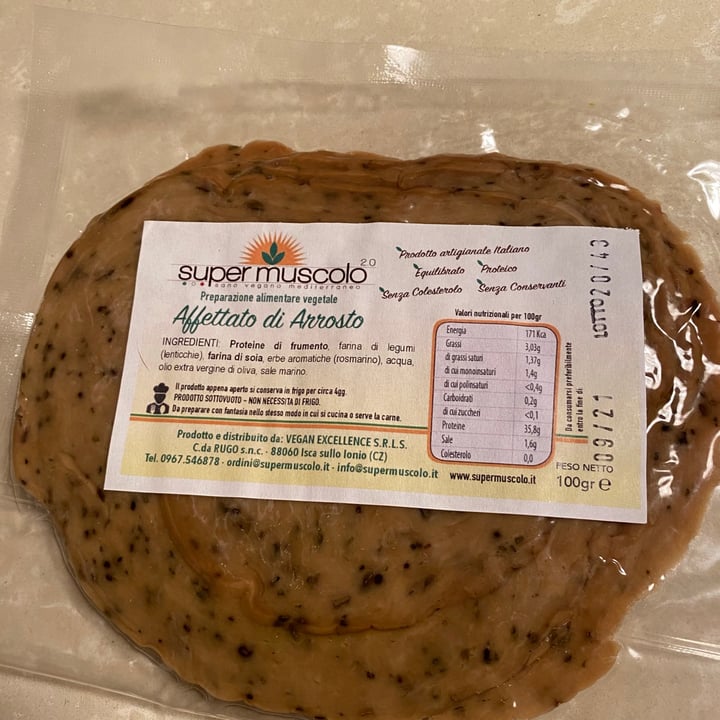 super muscolo 2.0
sano vegano mediterraneo
Preparazione alimentare vegetale
Affettato di Arrosto
INGREDIENTI: Proteine di frumento, farina di legumi
(lenticchie), farina di soia, erbe aromatiche (rosmarino), acqua,
olio extra vergine di oliva, sale marino.
Il prodotto appena aperto si conserva in frigo per circa 4gg.
PRODOTTO SOTTOVUOTO - NON NECESSITA DI FRIGO.
Da preparare con fantasia nello stesso modo in cui si cucina o serve la carne.
Prodotto e distribuito da: VEGAN EXCELLENCE S.R.L.S.
C.da RUGO s.n.c. - 88060 Isca sullo Ionio (CZ)
Tel. 0967.546878 - ordini@supermuscolo.it - info@supermuscolo.it
www.supermuscolo.it
Prodotto artigianale Italiano
Equilibrato Proteico
Senza Colesterolo Senza Conservanti
Valori nutrizionali per 100gr
Energia 171 Kca
Grassi 3,03g
di grassi saturi 1,37g
di cui monoinsaturi 1,4g
di cui polinsaturi <0,4g
Carboidrati 0,2g
di cui zuccheri <0,1
Proteine 35,8g
Sale 1,6g
Colesterolo 0,0
Da consumarsi preferibilmente
entro la fine di
09/21
LOTTO 20/43
PESO NETTO
100gr e